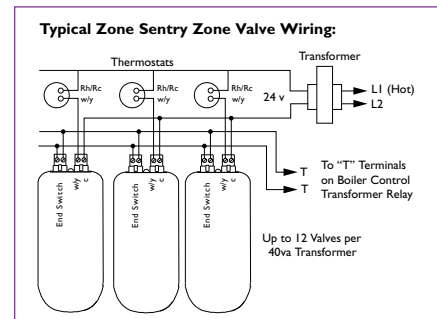 Typical Zone Sentry Zone Valve Wiring:
Thermostats
Transformer
Rh/Rc
w/y
Rh/Rc
w/y
Rh/Rc
w/y
24 v
L1 (Hot)
L2
T
T
To “T” Terminals
on Boiler Control
Transformer Relay
End Switch
w/y
c
End Switch
w/y
c
End Switch
w/y
c
Up to 12 Valves per
40va Transformer